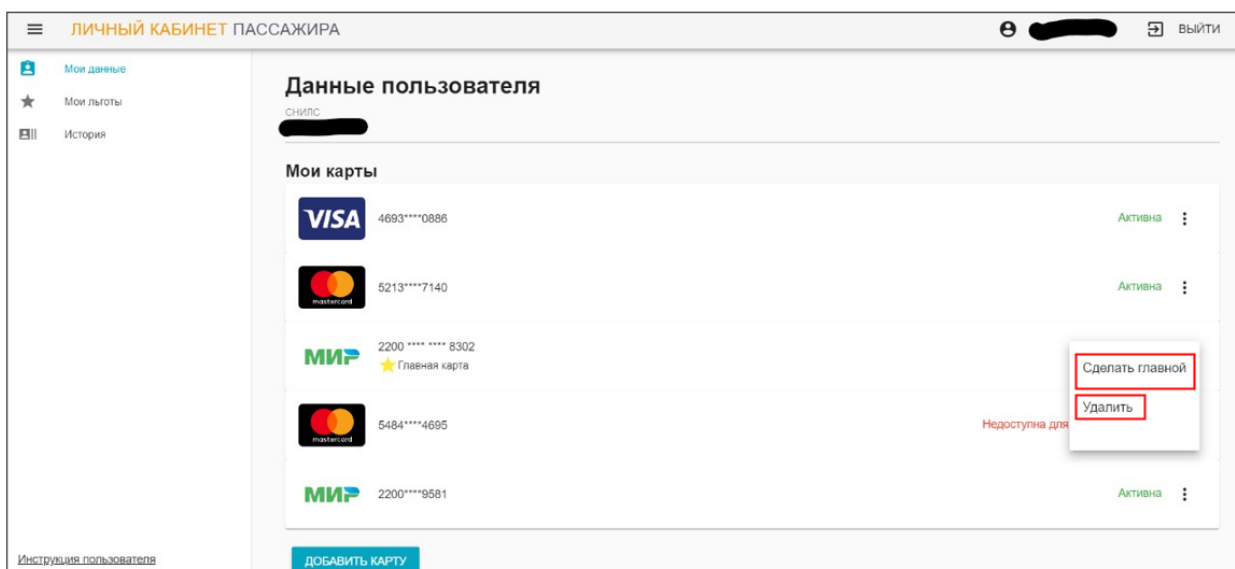 ЛИЧНЫЙ КАБИНЕТ ПАССАЖИРА
ВЫЙТИ
Мои данные
Мои льготы
История
Данные пользователя
СНИЛС
Мои карты
VISA 4693****0886 Активна
mastercard 5213****7140 Активна
МИР 2200 **** **** 8302
Главная карта
Сделать главной
Удалить
mastercard 5484****4695 Недоступна для
МИР 2200****9581 Активна
Инструкция пользователя
ДОБАВИТЬ КАРТУ